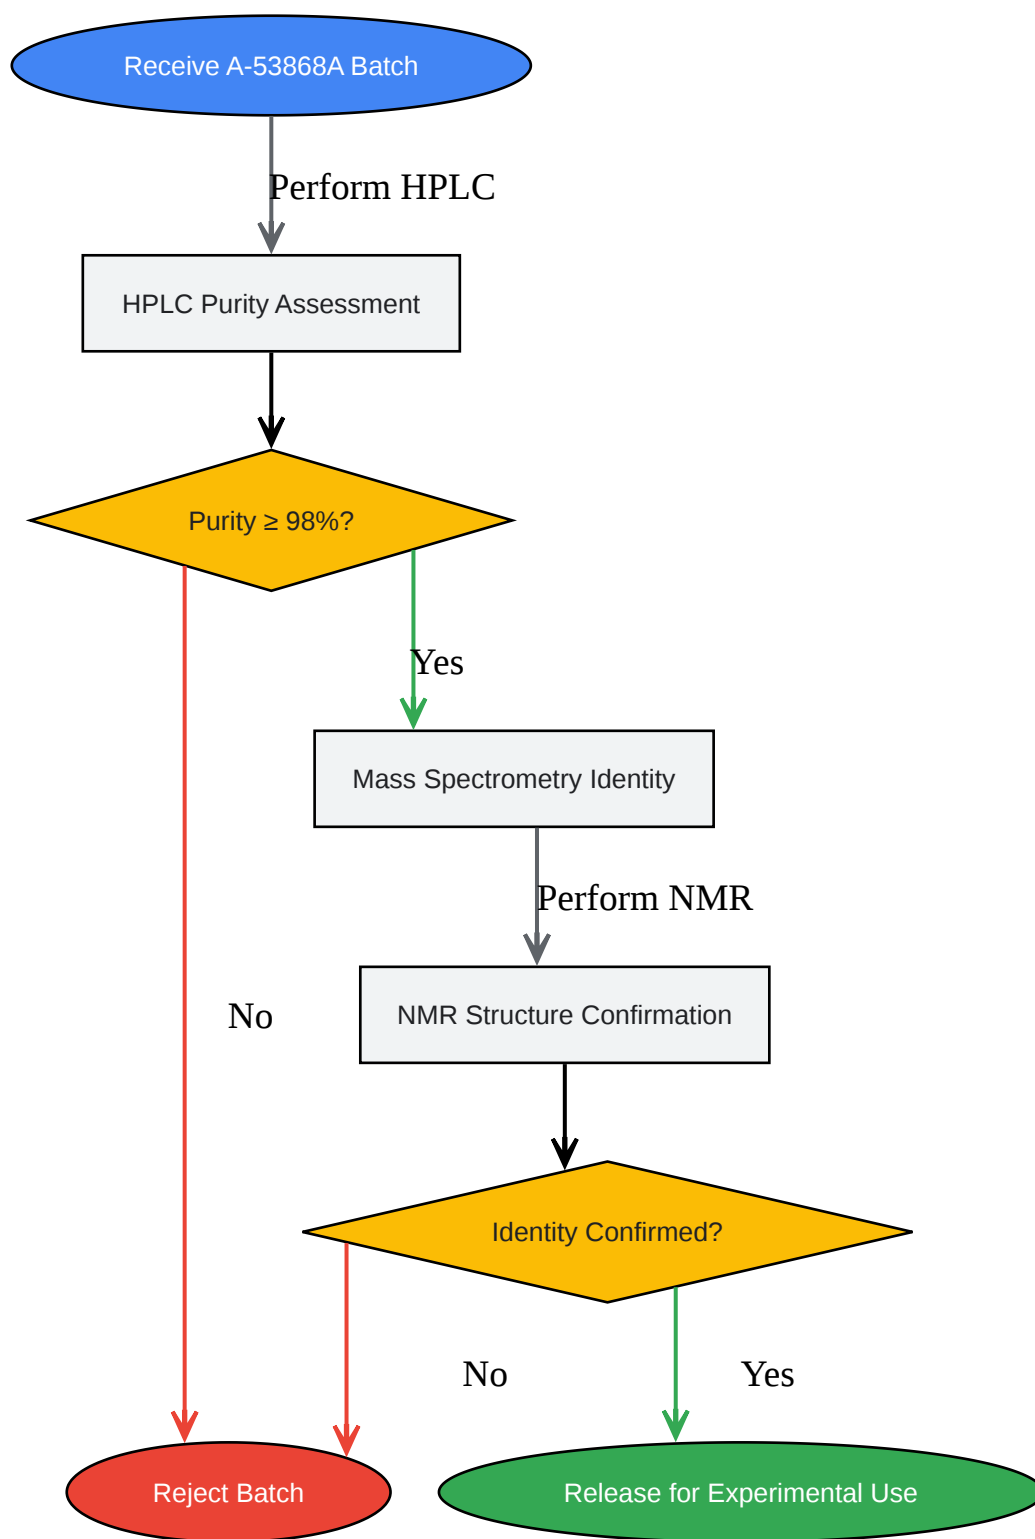 Receive A-53868A Batch
Perform HPLC
HPLC Purity Assessment
Purity ≥ 98%?
Yes
Mass Spectrometry Identity
Perform NMR
No
NMR Structure Confirmation
Identity Confirmed?
No
Yes
Reject Batch
Release for Experimental Use